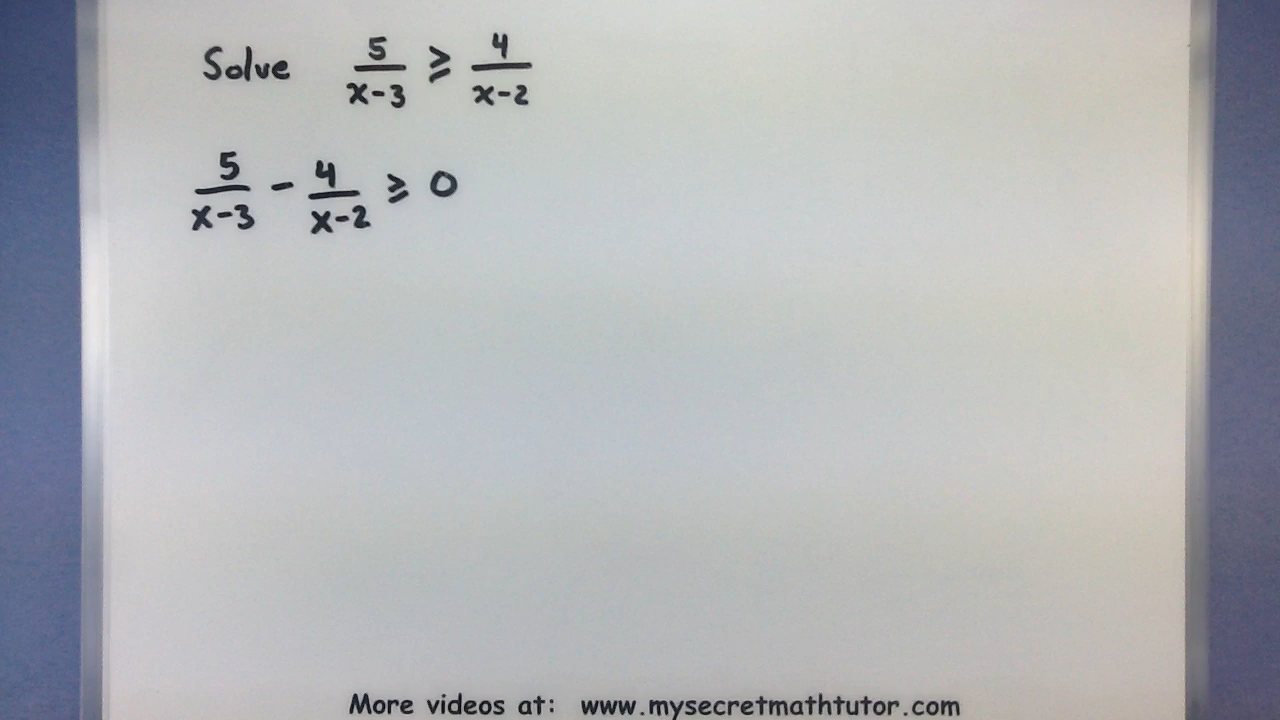 Solve 5/(x-3) ≥ 4/(x-2)
5/(x-3) - 4/(x-2) ≥ 0
More videos at: www.mysecretmathtutor.com